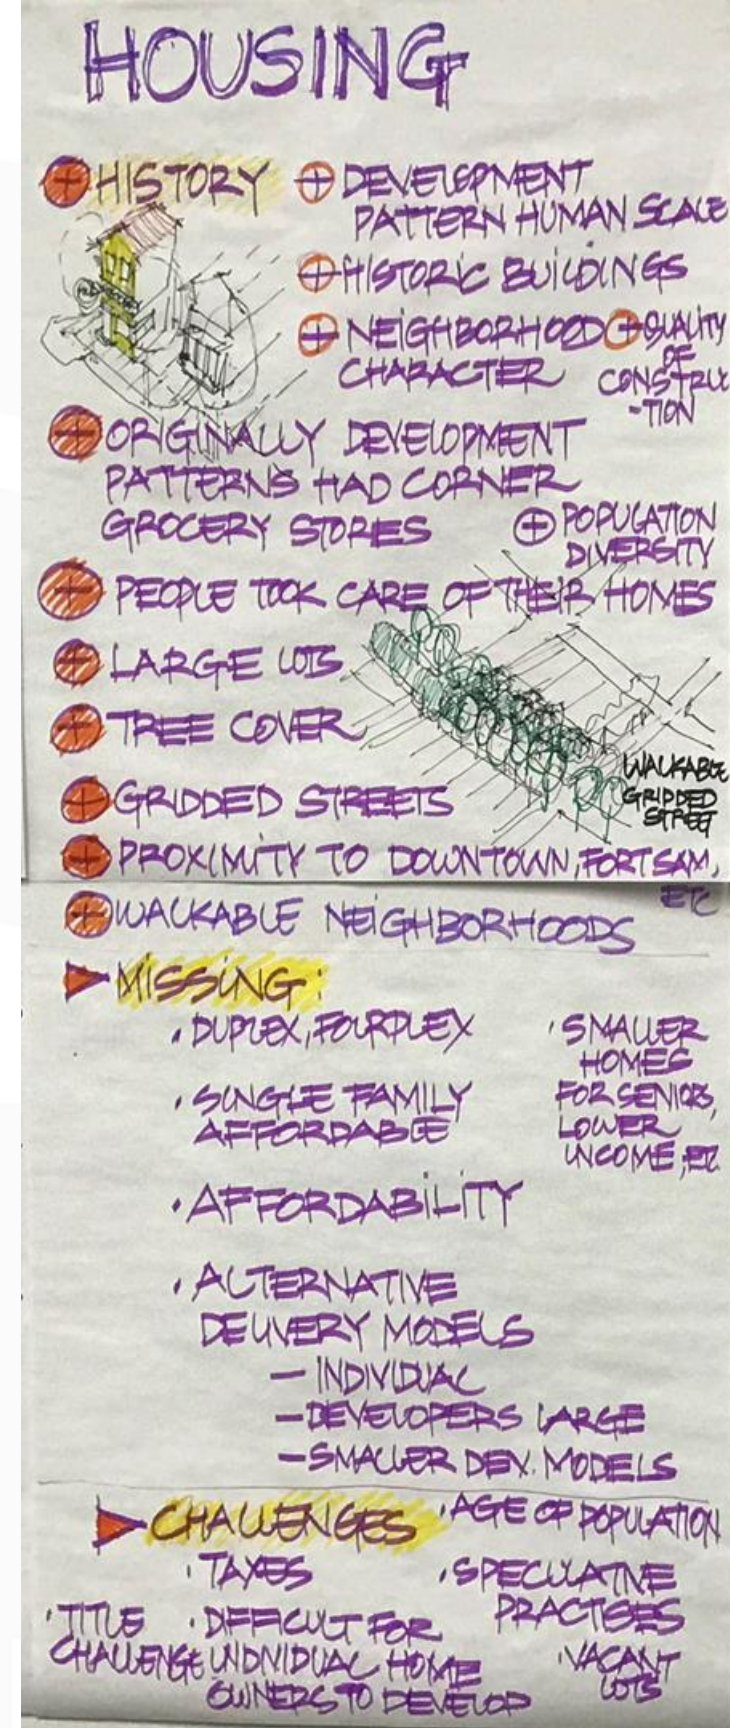 HOUSING
+ HISTORY
+ DEVELOPMENT
PATTERN HUMAN SCALE
+ HISTORIC BUILDINGS
+ NEIGHBORHOOD
CHARACTER
+ QUALITY
OF
CONSTRUC
-TION
+ ORIGINALLY DEVELOPMENT
PATTERNS HAD CORNER
GROCERY STORES
+ POPULATION
DIVERSITY
+ PEOPLE TOOK CARE OF THEIR HOMES
+ LARGE LOTS
+ TREE COVER
WALKABLE
GRIDDED
STREET
+ GRIDDED STREETS
+ PROXIMITY TO DOWNTOWN, FORT SAM,
ETC
+ WALKABLE NEIGHBORHOODS
MISSING:
• DUPLEX, FOURPLEX
• SINGLE FAMILY
AFFORDABLE
• SMALLER
HOMES
FOR SENIORS,
LOWER
INCOME, ETC
• AFFORDABILITY
• ALTERNATIVE
DELIVERY MODELS
— INDIVIDUAL
— DEVELOPERS LARGE
— SMALLER DEV. MODELS
CHALLENGES
• AGE OF POPULATION
• TAXES
• SPECULATIVE
PRACTISES
• TITLE
CHALLENGE
• DIFFICULT FOR
INDIVIDUAL HOME
OWNERS TO DEVELOP
• VACANT
LOTS